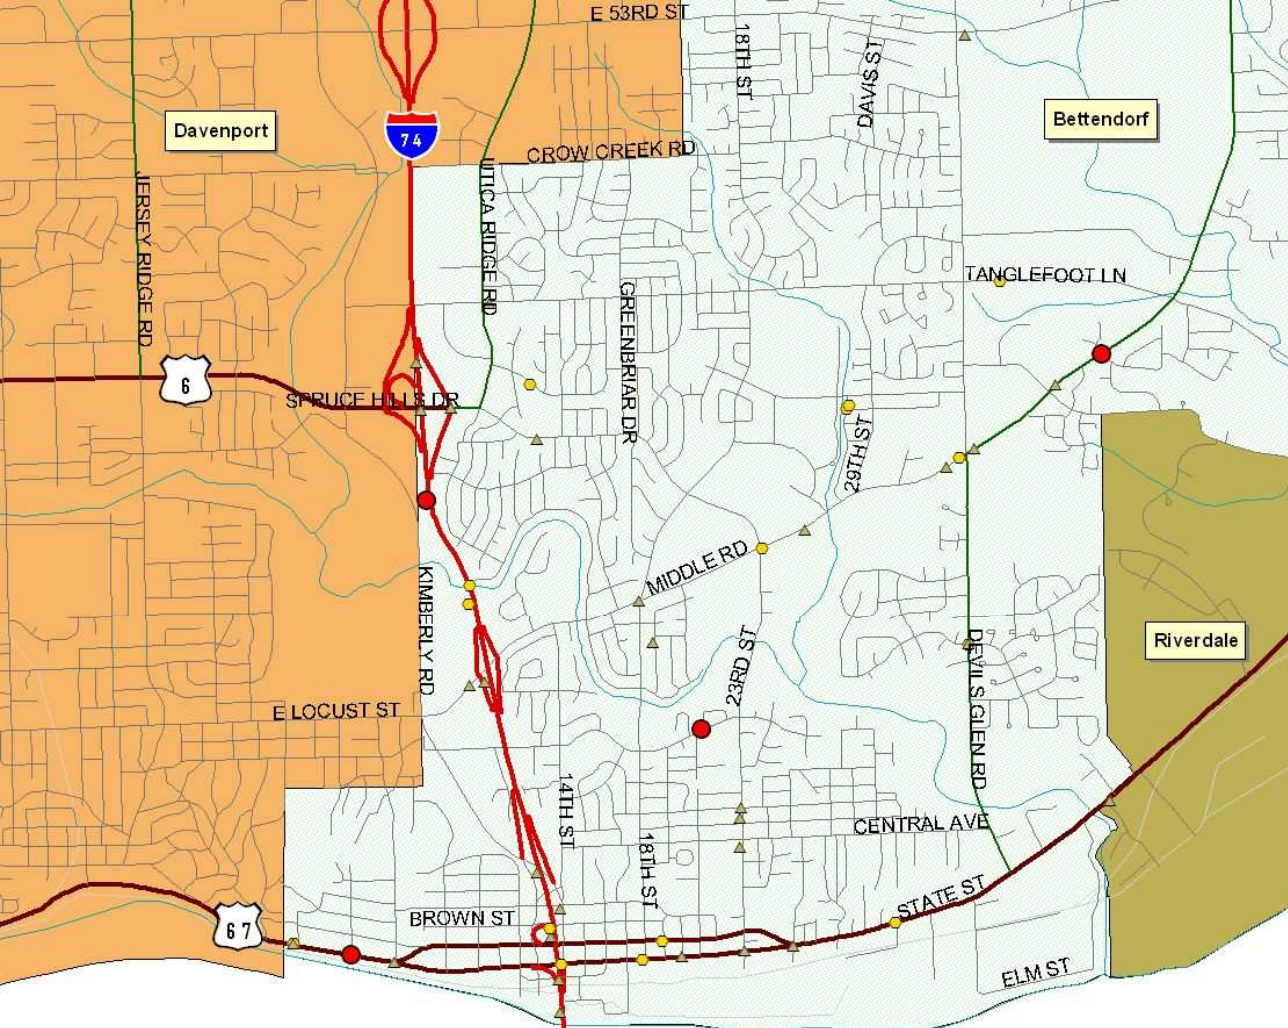 E 53RD ST
18TH ST
DAVIS ST
Davenport
Bettendorf
74
CROW CREEK RD
JERSEY RIDGE RD
UTICA RIDGE RD
TANGLEFOOT LN
GREENBRIAR DR
6
SPRUCE HILLS DR
29TH ST
MIDDLE RD
KIMBERLY RD
23RD ST
DEVILS GLEN RD
Riverdale
E LOCUST ST
14TH ST
18TH ST
CENTRAL AVE
STATE ST
BROWN ST
67
ELM ST